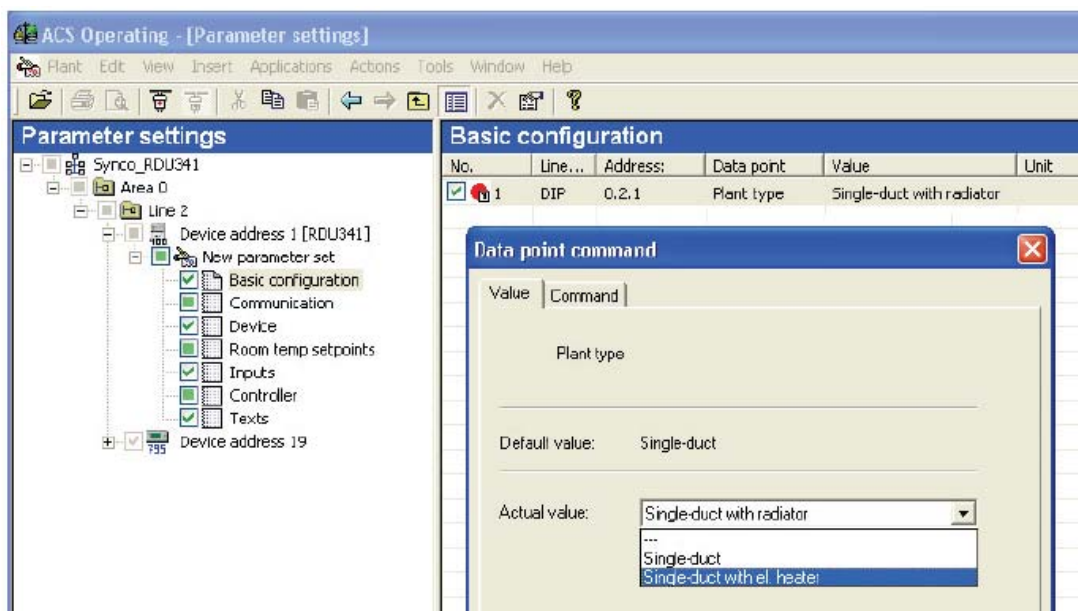 ACS Operating - [Parameter settings]
Plant Edit View Insert Applications Actions Tools Window Help
Parameter settings
Synco_RDU341
Area 0
Line 2
Device address 1 [RDU341]
New parameter set
Basic configuration
Communication
Device
Room temp setpoints
Inputs
Controller
Texts
795 Device address 19
Basic configuration
No. Line... Address: Data point Value Unit
1 DIP 0.2.1 Plant type Single-duct with radiator
Data point command
Value Command
Plant type
Default value: Single-duct
Actual value: Single-duct with radiator
---
Single-duct
Single-duct with el. heater